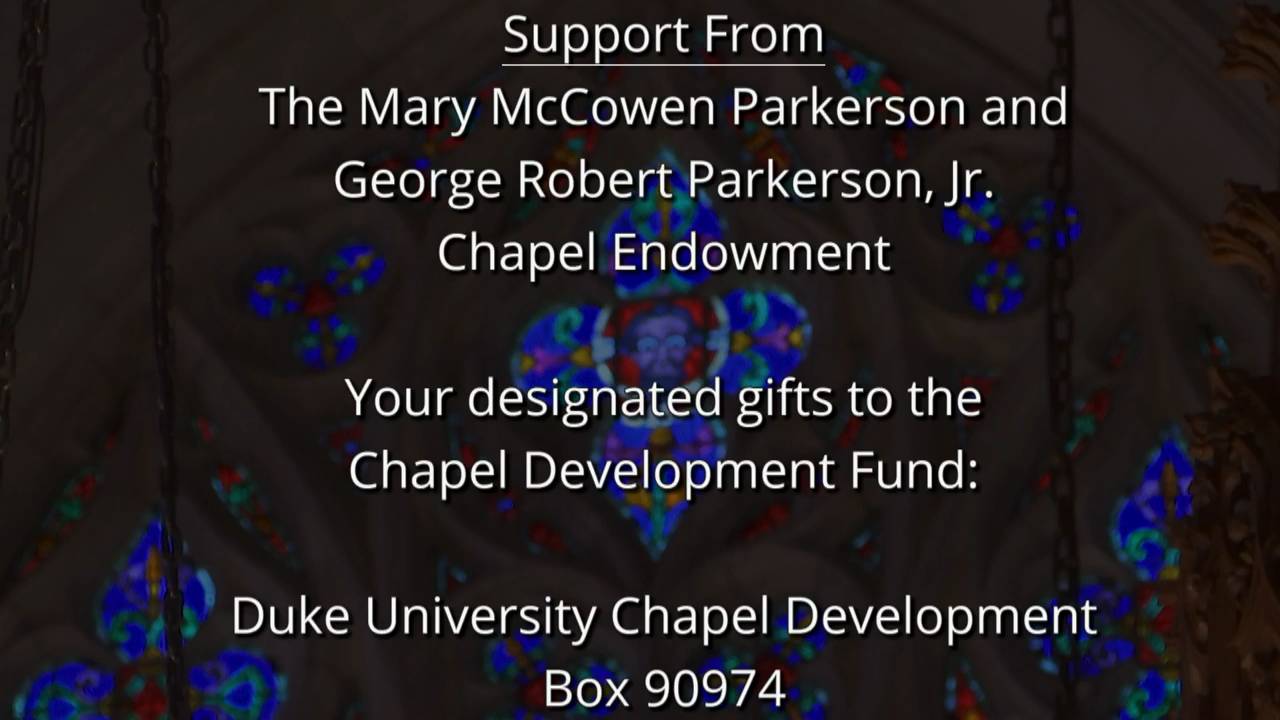 Support From
The Mary McCowen Parkerson and
George Robert Parkerson, Jr.
Chapel Endowment
Your designated gifts to the
Chapel Development Fund:
Duke University Chapel Development
Box 90974